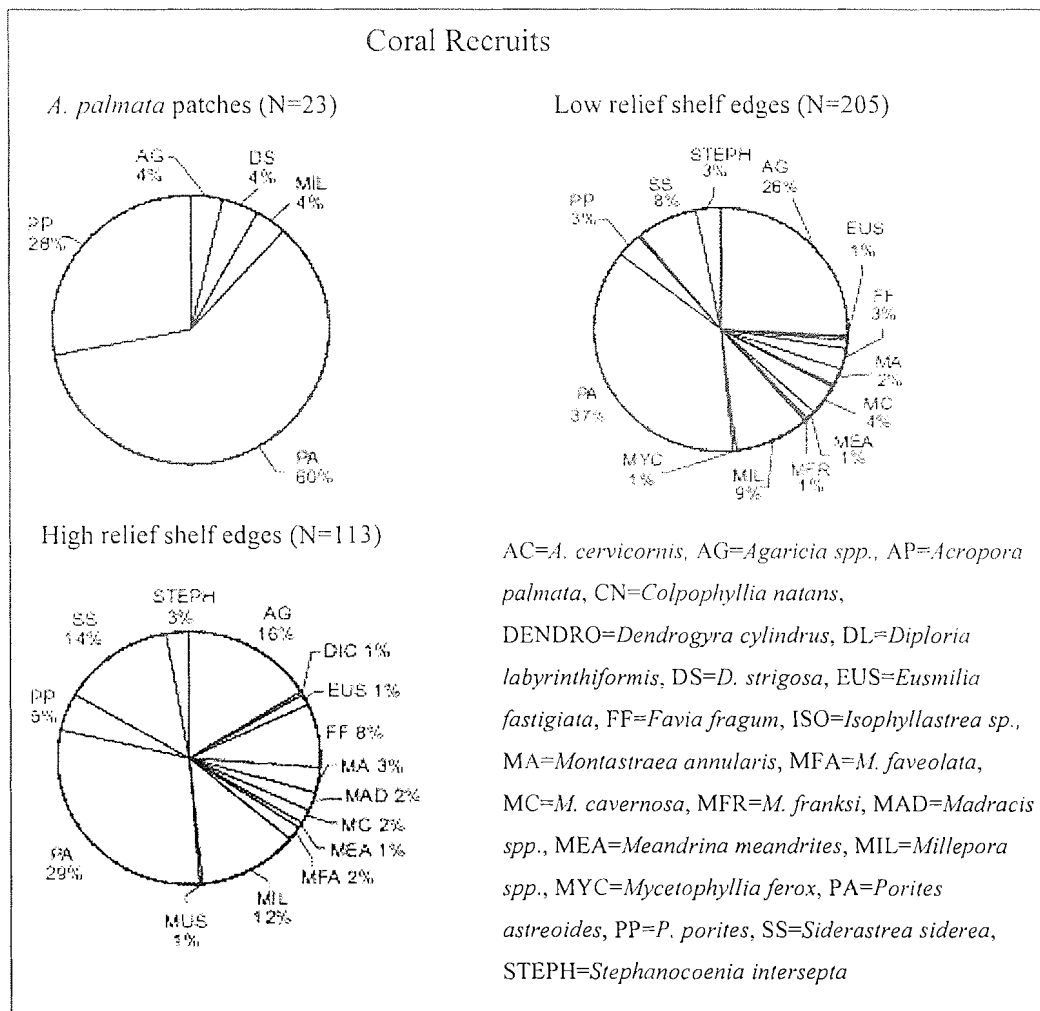 Coral Recruits
A. palmata patches (N=23)
AG
4%
DS
4%
MIL
4%
PP
28%
PA
60%
Low relief shelf edges (N=205)
STEPH
3%
AG
26%
SS
8%
PP
3%
EUS
1%
FF
3%
MA
2%
MC
4%
MEA
1%
MFR
1%
MIL
9%
MYC
1%
PA
37%
High relief shelf edges (N=113)
STEPH
3%
AG
16%
SS
14%
DIC 1%
EUS 1%
PP
FF 8%
MA 3%
MAD 2%
MC 2%
MEA 1%
MFA 2%
PA
29%
MUS
1%
MIL
12%
AC=A. cervicornis, AG=Agaricia spp., AP=Acropora
palmata, CN=Colpophyllia natans,
DENDRO=Dendrogyra cylindrus, DL=Diploria
labyrinthiformis, DS=D. strigosa, EUS=Eusmilia
fastigiata, FF=Favia fragum, ISO=Isophyllastrea sp.,
MA=Montastraea annularis, MFA=M. faveolata,
MC=M. cavernosa, MFR=M. franksi, MAD=Madracis
spp., MEA=Meandrina meandrites, MIL=Millepora
spp., MYC=Mycetophyllia ferox, PA=Porites
astreoides, PP=P. porites, SS=Siderastrea siderea,
STEPH=Stephanocoenia intersepta